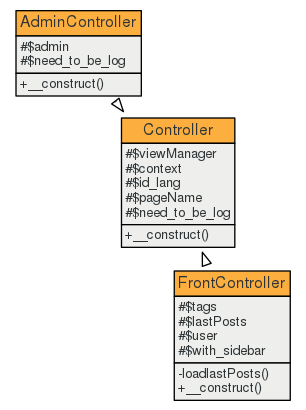 AdminController
#$admin
#$need_to_be_log
+__construct()
Controller
#$viewManager
#$context
#$id_lang
#$pageName
#$need_to_be_log
+__construct()
FrontController
#$tags
#$lastPosts
#$user
#$with_sidebar
-loadlastPosts()
+__construct()